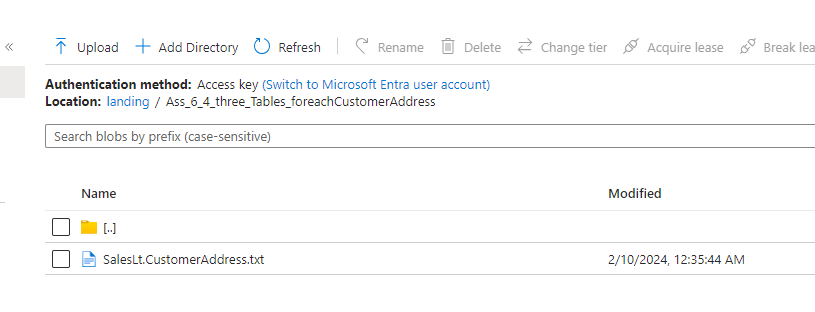 « Upload Add Directory Refresh Rename Delete Change tier Acquire lease Break lea
Authentication method: Access key (Switch to Microsoft Entra user account)
Location: landing / Ass_6_4_three_Tables_foreachCustomerAddress
Search blobs by prefix (case-sensitive)
Name Modified
[..]
SalesLt.CustomerAddress.txt 2/10/2024, 12:35:44 AM